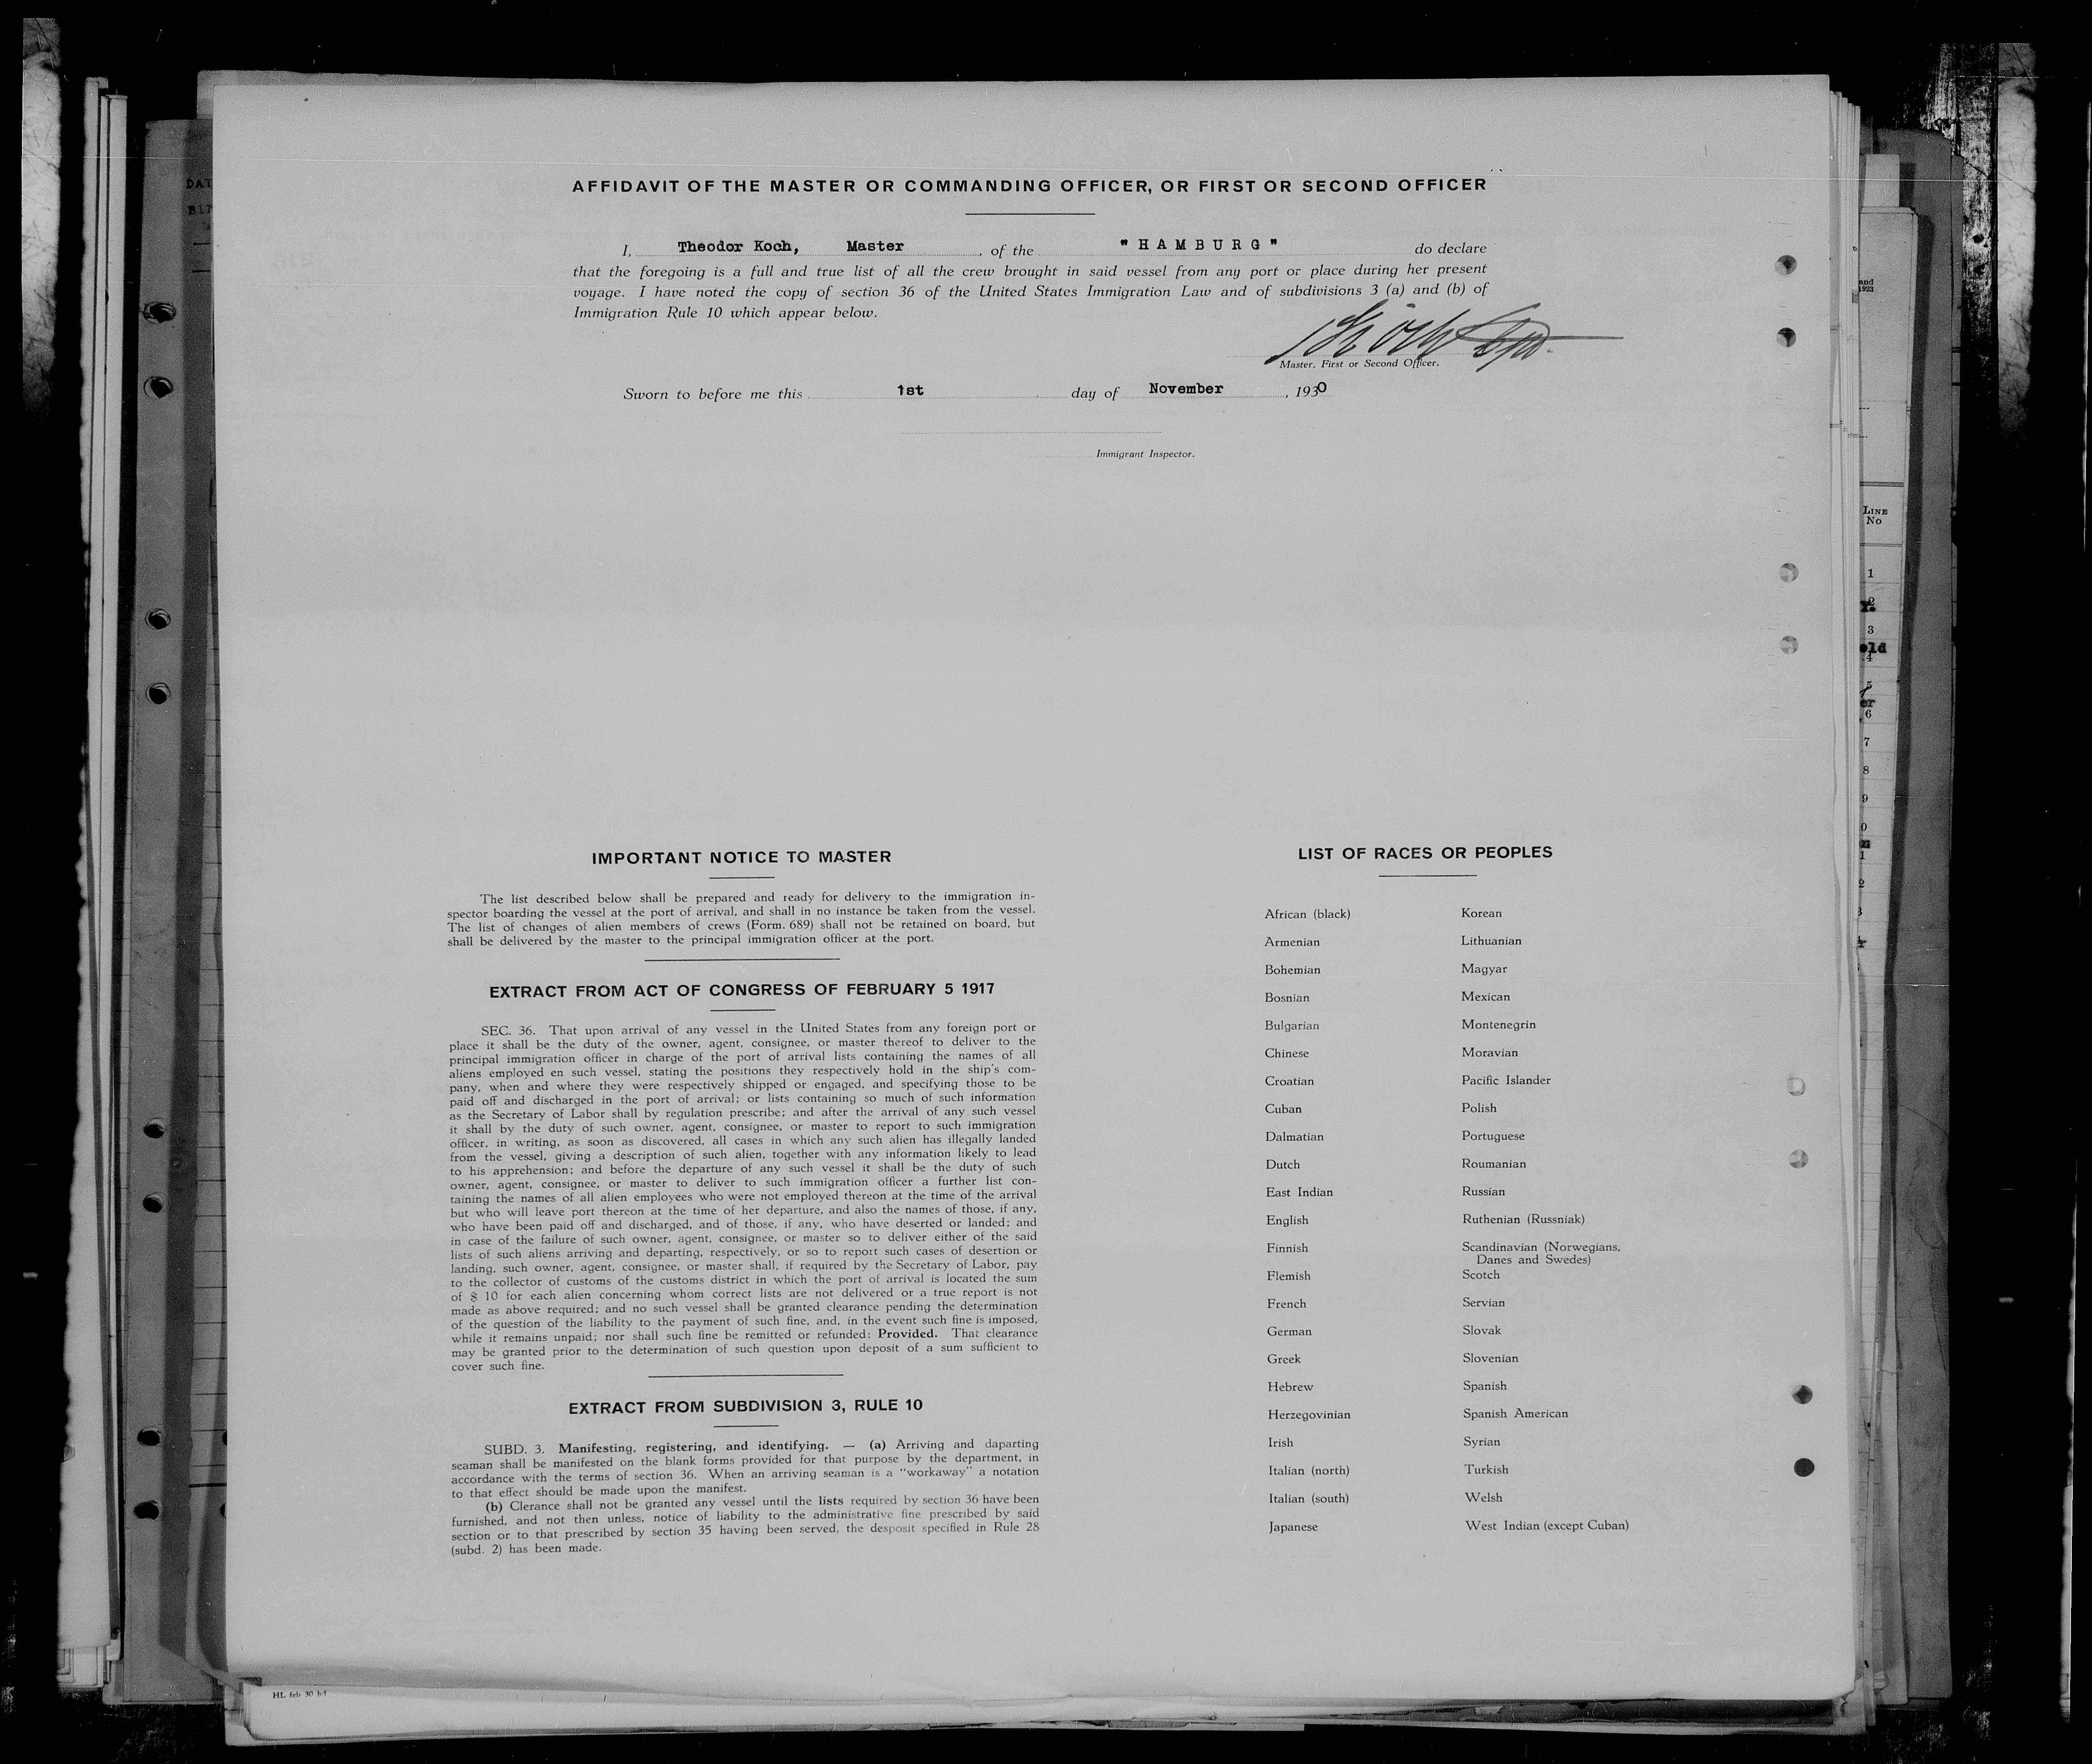 AFFIDAVIT OF THE MASTER OR COMMANDING OFFICER, OR FIRST OR SECOND OFFICER
I, Theodor Koch, Master, of the "HAMBURG" do declare
that the foregoing is a full and true list of all the crew brought in said vessel from any port or place during her present
voyage. I have noted the copy of section 36 of the United States Immigration Law and of subdivisions 3 (a) and (b) of
Immigration Rule 10 which appear below.
Master, First or Second Officer.
Sworn to before me this 1st day of November, 1930
Immigrant Inspector.
IMPORTANT NOTICE TO MASTER
The list described below shall be prepared and ready for delivery to the immigration in-
spector boarding the vessel at the port of arrival, and shall in no instance be taken from the vessel.
The list of changes of alien members of crews (Form. 689) shall not be retained on board, but
shall be delivered by the master to the principal immigration officer at the port.
EXTRACT FROM ACT OF CONGRESS OF FEBRUARY 5 1917
SEC. 36. That upon arrival of any vessel in the United States from any foreign port or
place it shall be the duty of the owner, agent, consignee, or master thereof to deliver to the
principal immigration officer in charge of the port of arrival lists containing the names of all
aliens employed en such vessel, stating the positions they respectively hold in the ship's com-
pany, when and where they were respectively shipped or engaged, and specifying those to be
paid off and discharged in the port of arrival; or lists containing so much of such information
as the Secretary of Labor shall by regulation prescribe; and after the arrival of any such vessel
it shall by the duty of such owner, agent, consignee, or master to report to such immigration
officer, in writing, as soon as discovered, all cases in which any such alien has illegally landed
from the vessel, giving a description of such alien, together with any information likely to lead
to his apprehension; and before the departure of any such vessel it shall be the duty of such
owner, agent, consignee, or master to deliver to such immigration officer a further list con-
taining the names of all alien employees who were not employed thereon at the time of the arrival
but who will leave port thereon at the time of her departure, and also the names of those, if any,
who have been paid off and discharged, and of those, if any, who have deserted or landed; and
in case of the failure of such owner, agent, consignee, or master so to deliver either of the said
lists of such aliens arriving and departing, respectively, or so to report such cases of desertion or
landing, such owner, agent, consignee, or master shall, if required by the Secretary of Labor, pay
to the collector of customs of the customs district in which the port of arrival is located the sum
of $ 10 for each alien concerning whom correct lists are not delivered or a true report is not
made as above required; and no such vessel shall be granted clearance pending the determination
of the question of the liability to the payment of such fine, and, in the event such fine is imposed,
while it remains unpaid; nor shall such fine be remitted or refunded: Provided. That clearance
may be granted prior to the determination of such question upon deposit of a sum sufficient to
cover such fine.
EXTRACT FROM SUBDIVISION 3, RULE 10
SUBD. 3. Manifesting, registering, and identifying. — (a) Arriving and daparting
seaman shall be manifested on the blank forms provided for that purpose by the department, in
accordance with the terms of section 36. When an arriving seaman is a "workaway" a notation
to that effect should be made upon the manifest.
(b) Clerance shall not be granted any vessel until the lists required by section 36 have been
furnished, and not then unless, notice of liability to the administrative fine prescribed by said
section or to that prescribed by section 35 having been served, the desposit specified in Rule 28
(subd. 2) has been made.
LIST OF RACES OR PEOPLES
African (black)
Armenian
Bohemian
Bosnian
Bulgarian
Chinese
Croatian
Cuban
Dalmatian
Dutch
East Indian
English
Finnish
Flemish
French
German
Greek
Hebrew
Herzegovinian
Irish
Italian (north)
Italian (south)
Japanese
Korean
Lithuanian
Magyar
Mexican
Montenegrin
Moravian
Pacific Islander
Polish
Portuguese
Roumanian
Russian
Ruthenian (Russniak)
Scandinavian (Norwegians,
Danes and Swedes)
Scotch
Servian
Slovak
Slovenian
Spanish
Spanish American
Syrian
Turkish
Welsh
West Indian (except Cuban)
LINE
No
1
2
3
4
5
6
7
8
9
HL feb 30